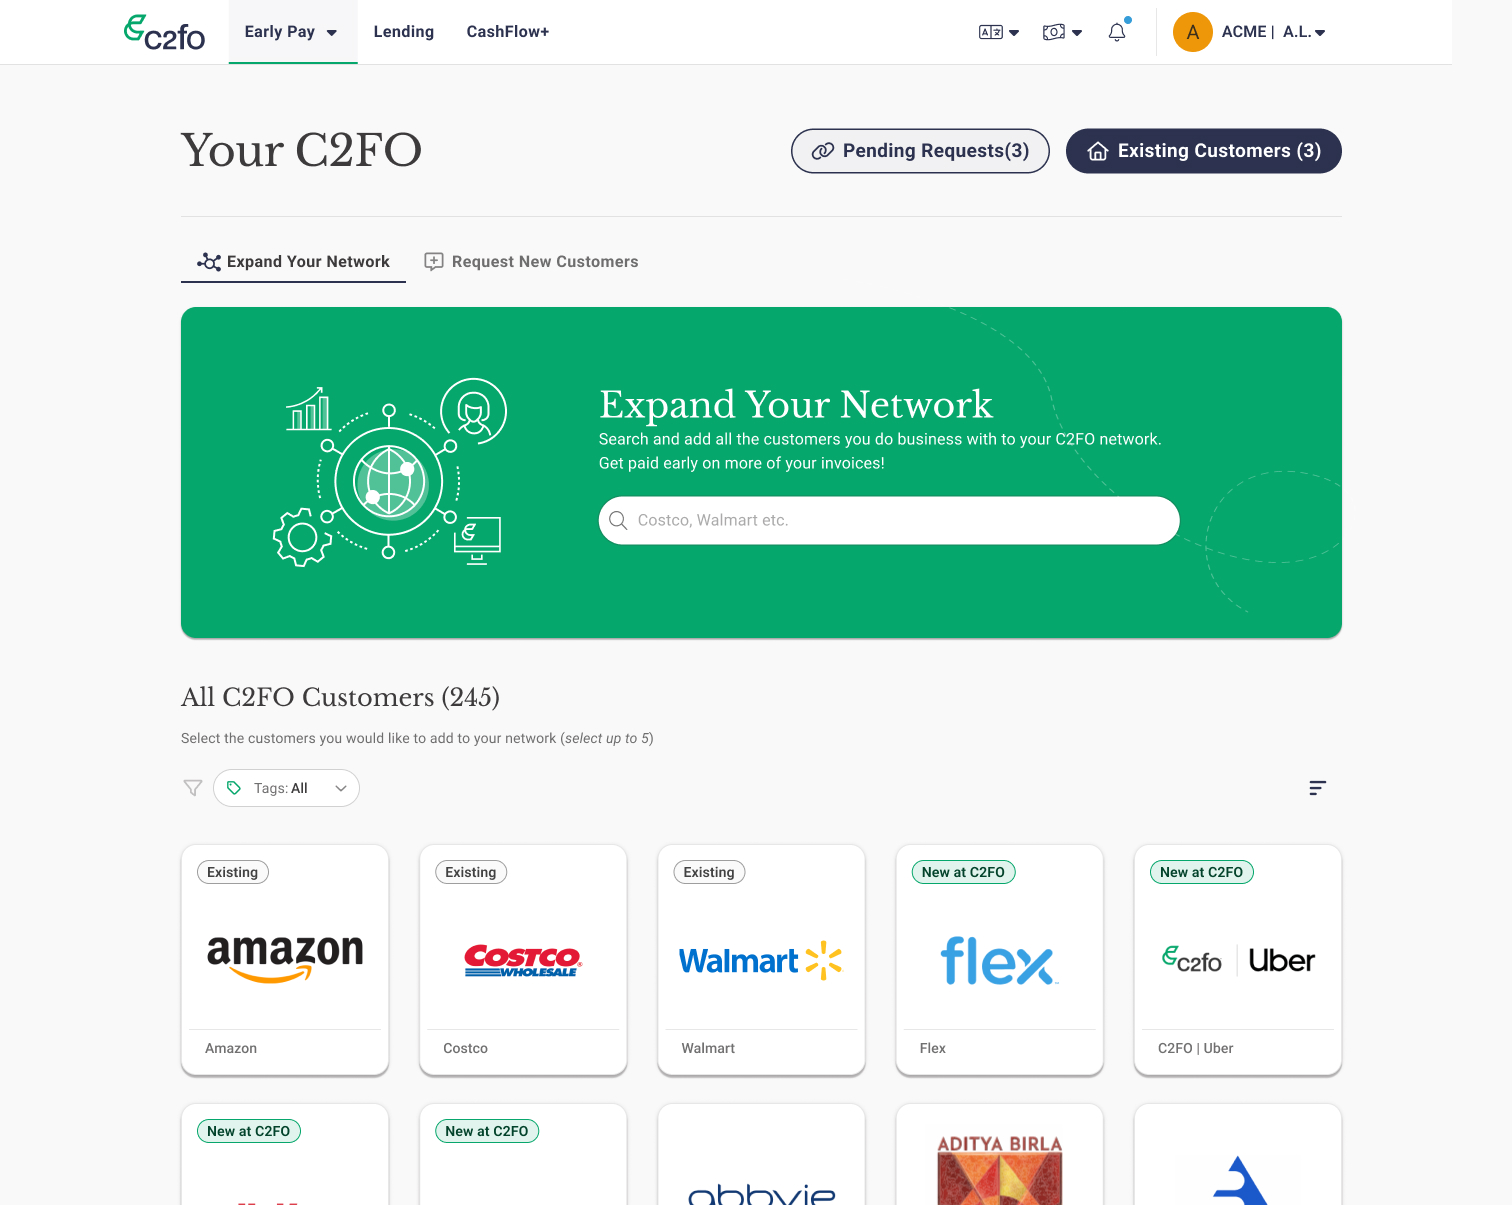 c2fo
Early Pay
Lending
CashFlow+
A
ACME | A.L.
Your C2FO
Pending Requests(3)
Existing Customers (3)
Expand Your Network
Request New Customers
Expand Your Network
Search and add all the customers you do business with to your C2FO network.
Get paid early on more of your invoices!
Costco, Walmart etc.
All C2FO Customers (245)
Select the customers you would like to add to your network (select up to 5)
Tags: All
Existing
Existing
Existing
New at C2FO
New at C2FO
amazon
COSTCO
WHOLESALE
Walmart
flex
c2fo | Uber
Amazon
Costco
Walmart
Flex
C2FO | Uber
New at C2FO
New at C2FO
abbvie
ADITYA BIRLA